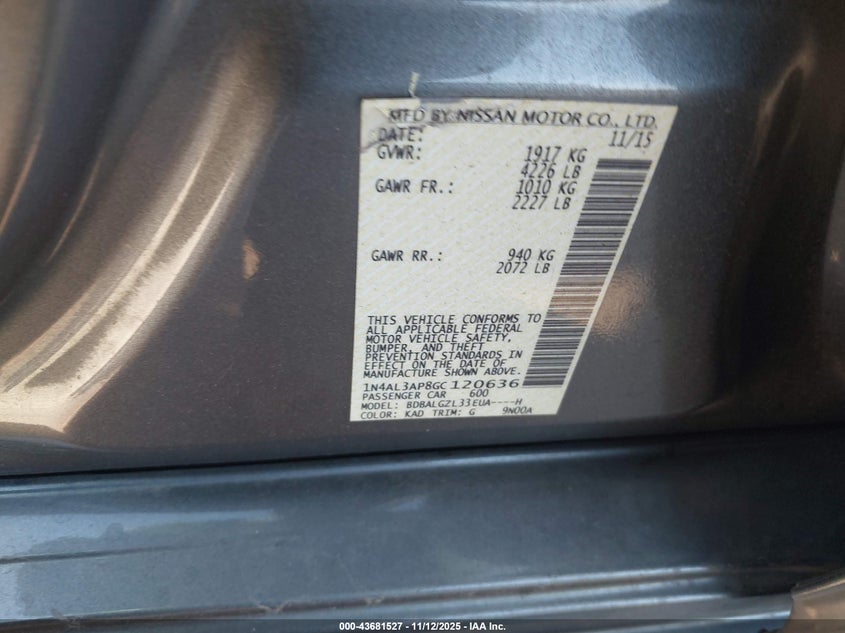 MFD BY NISSAN MOTOR CO., LTD.
DATE: 11/15
GVWR: 1917 KG
4226 LB
GAWR FR.: 1010 KG
2227 LB
GAWR RR.: 940 KG
2072 LB
THIS VEHICLE CONFORMS TO
ALL APPLICABLE FEDERAL
MOTOR VEHICLE SAFETY,
BUMPER, AND THEFT
PREVENTION STANDARDS IN
EFFECT ON THE DATE OF
MANUFACTURE SHOWN ABOVE.
1N4AL3AP8GC120636
PASSENGER CAR 600
MODEL: BDBALGZL33EUA----H
COLOR: KAD TRIM: G 9N00A
000-43681527 - 11/12/2025 - IAA Inc.